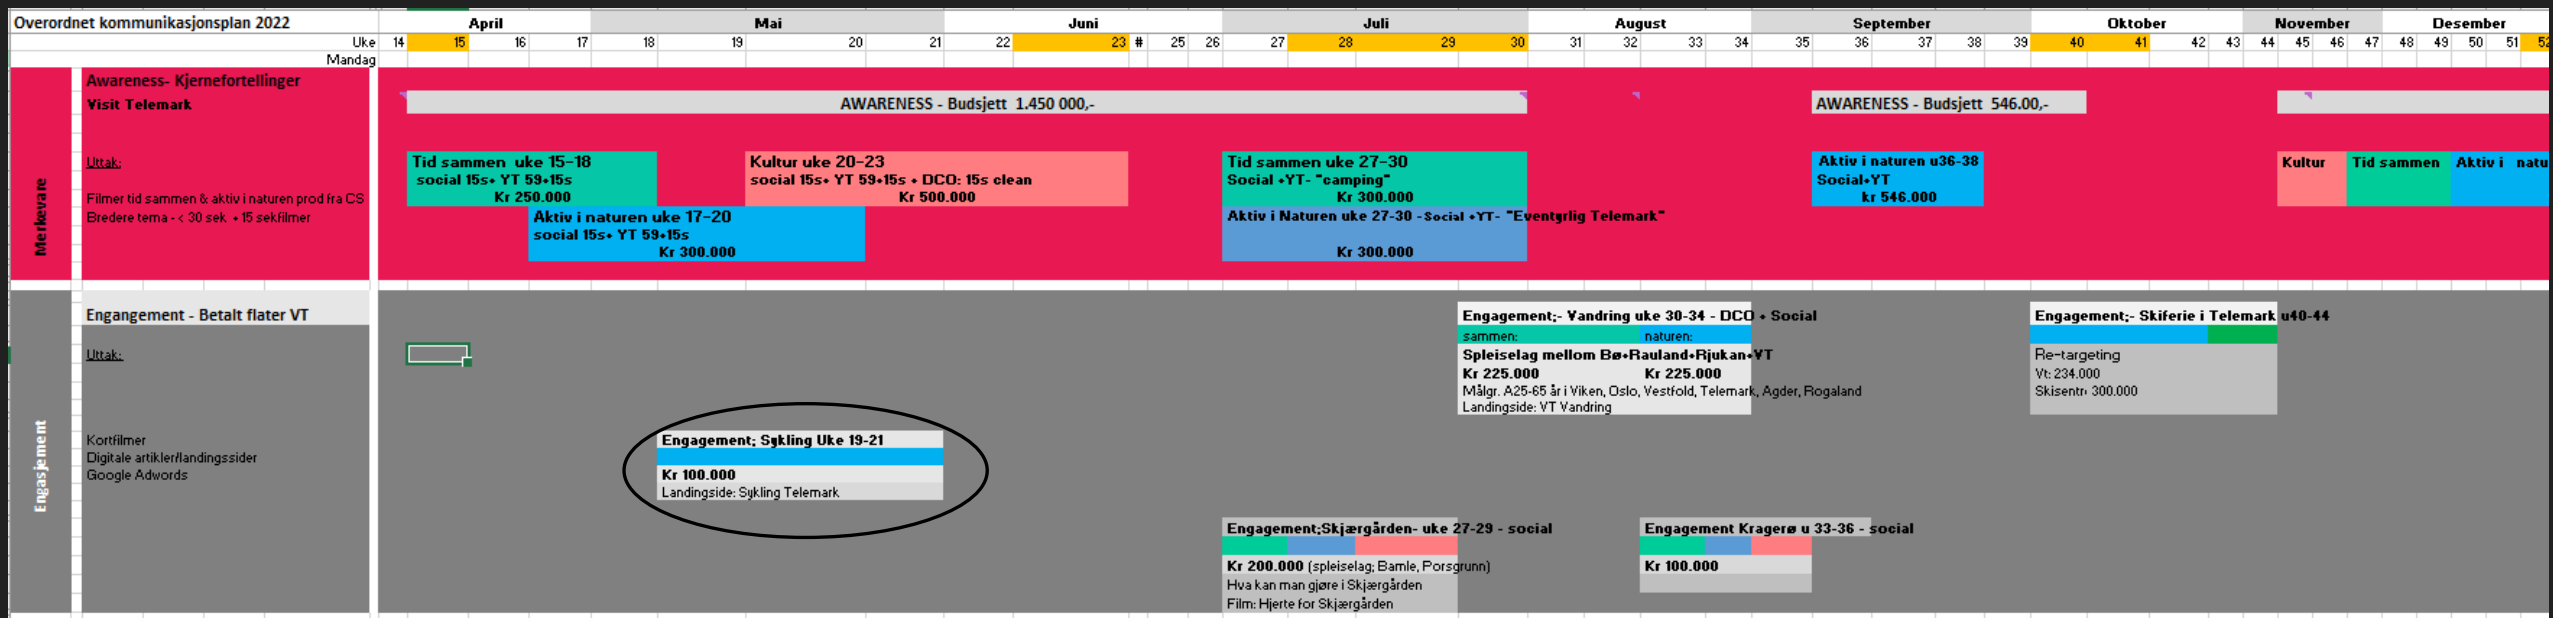 Overordnet kommunikasjonsplan 2022 April Mai Juni Juli August September Oktober November Desember
Uke 14 15 16 17 18 19 20 21 22 23 # 25 26 27 28 29 30 31 32 33 34 35 36 37 38 39 40 41 42 43 44 45 46 47 48 49 50 51 52
Mandag
Merkevare
Awareness- Kjernefortellinger
Visit Telemark
AWARENESS - Budsjett 1.450 000,-
AWARENESS - Budsjett 546.00,-
Uttak:
Filmer tid sammen & aktiv i naturen prod fra CS
Bredere tema - < 30 sek + 15 sekfilmer
Tid sammen uke 15-18
social 15s+ YT 59+15s
Kr 250.000
Aktiv i naturen uke 17-20
social 15s+ YT 59+15s
Kr 300.000
Kultur uke 20-23
social 15s+ YT 59+15s + DCO: 15s clean
Kr 500.000
Tid sammen uke 27-30
Social +YT- "camping"
Kr 300.000
Aktiv i Naturen uke 27-30 -Social +YT- "Eventyrlig Telemark"
Kr 300.000
Aktiv i naturen u36-38
Social+YT
kr 546.000
Kultur
Tid sammen
Aktiv i natu
Engasjement
Engangement - Betalt flater VT
Uttak:
Kortfilmer
Digitale artikler/landingssider
Google Adwords
Engagement;- Vandring uke 30-34 - DCO + Social
sammen: naturen:
Spleiselag mellom Bø+Rauland+Rjukan+VT
Kr 225.000 Kr 225.000
Målgr. A25-65 år i Viken, Oslo, Vestfold, Telemark, Agder, Rogaland
Landingside: VT Vandring
Engagement;- Skiferie i Telemark u40-44
Re-targeting
Vt: 234.000
Skisentr 300.000
Engagement; Sykling Uke 19-21
Kr 100.000
Landingside: Sykling Telemark
Engagement;Skjærgården- uke 27-29 - social
Kr 200.000 (spleiselag; Bamle, Porsgrunn)
Hva kan man gjøre i Skjærgården
Film: Hjerte for Skjærgården
Engagement Kragerø u 33-36 - social
Kr 100.000